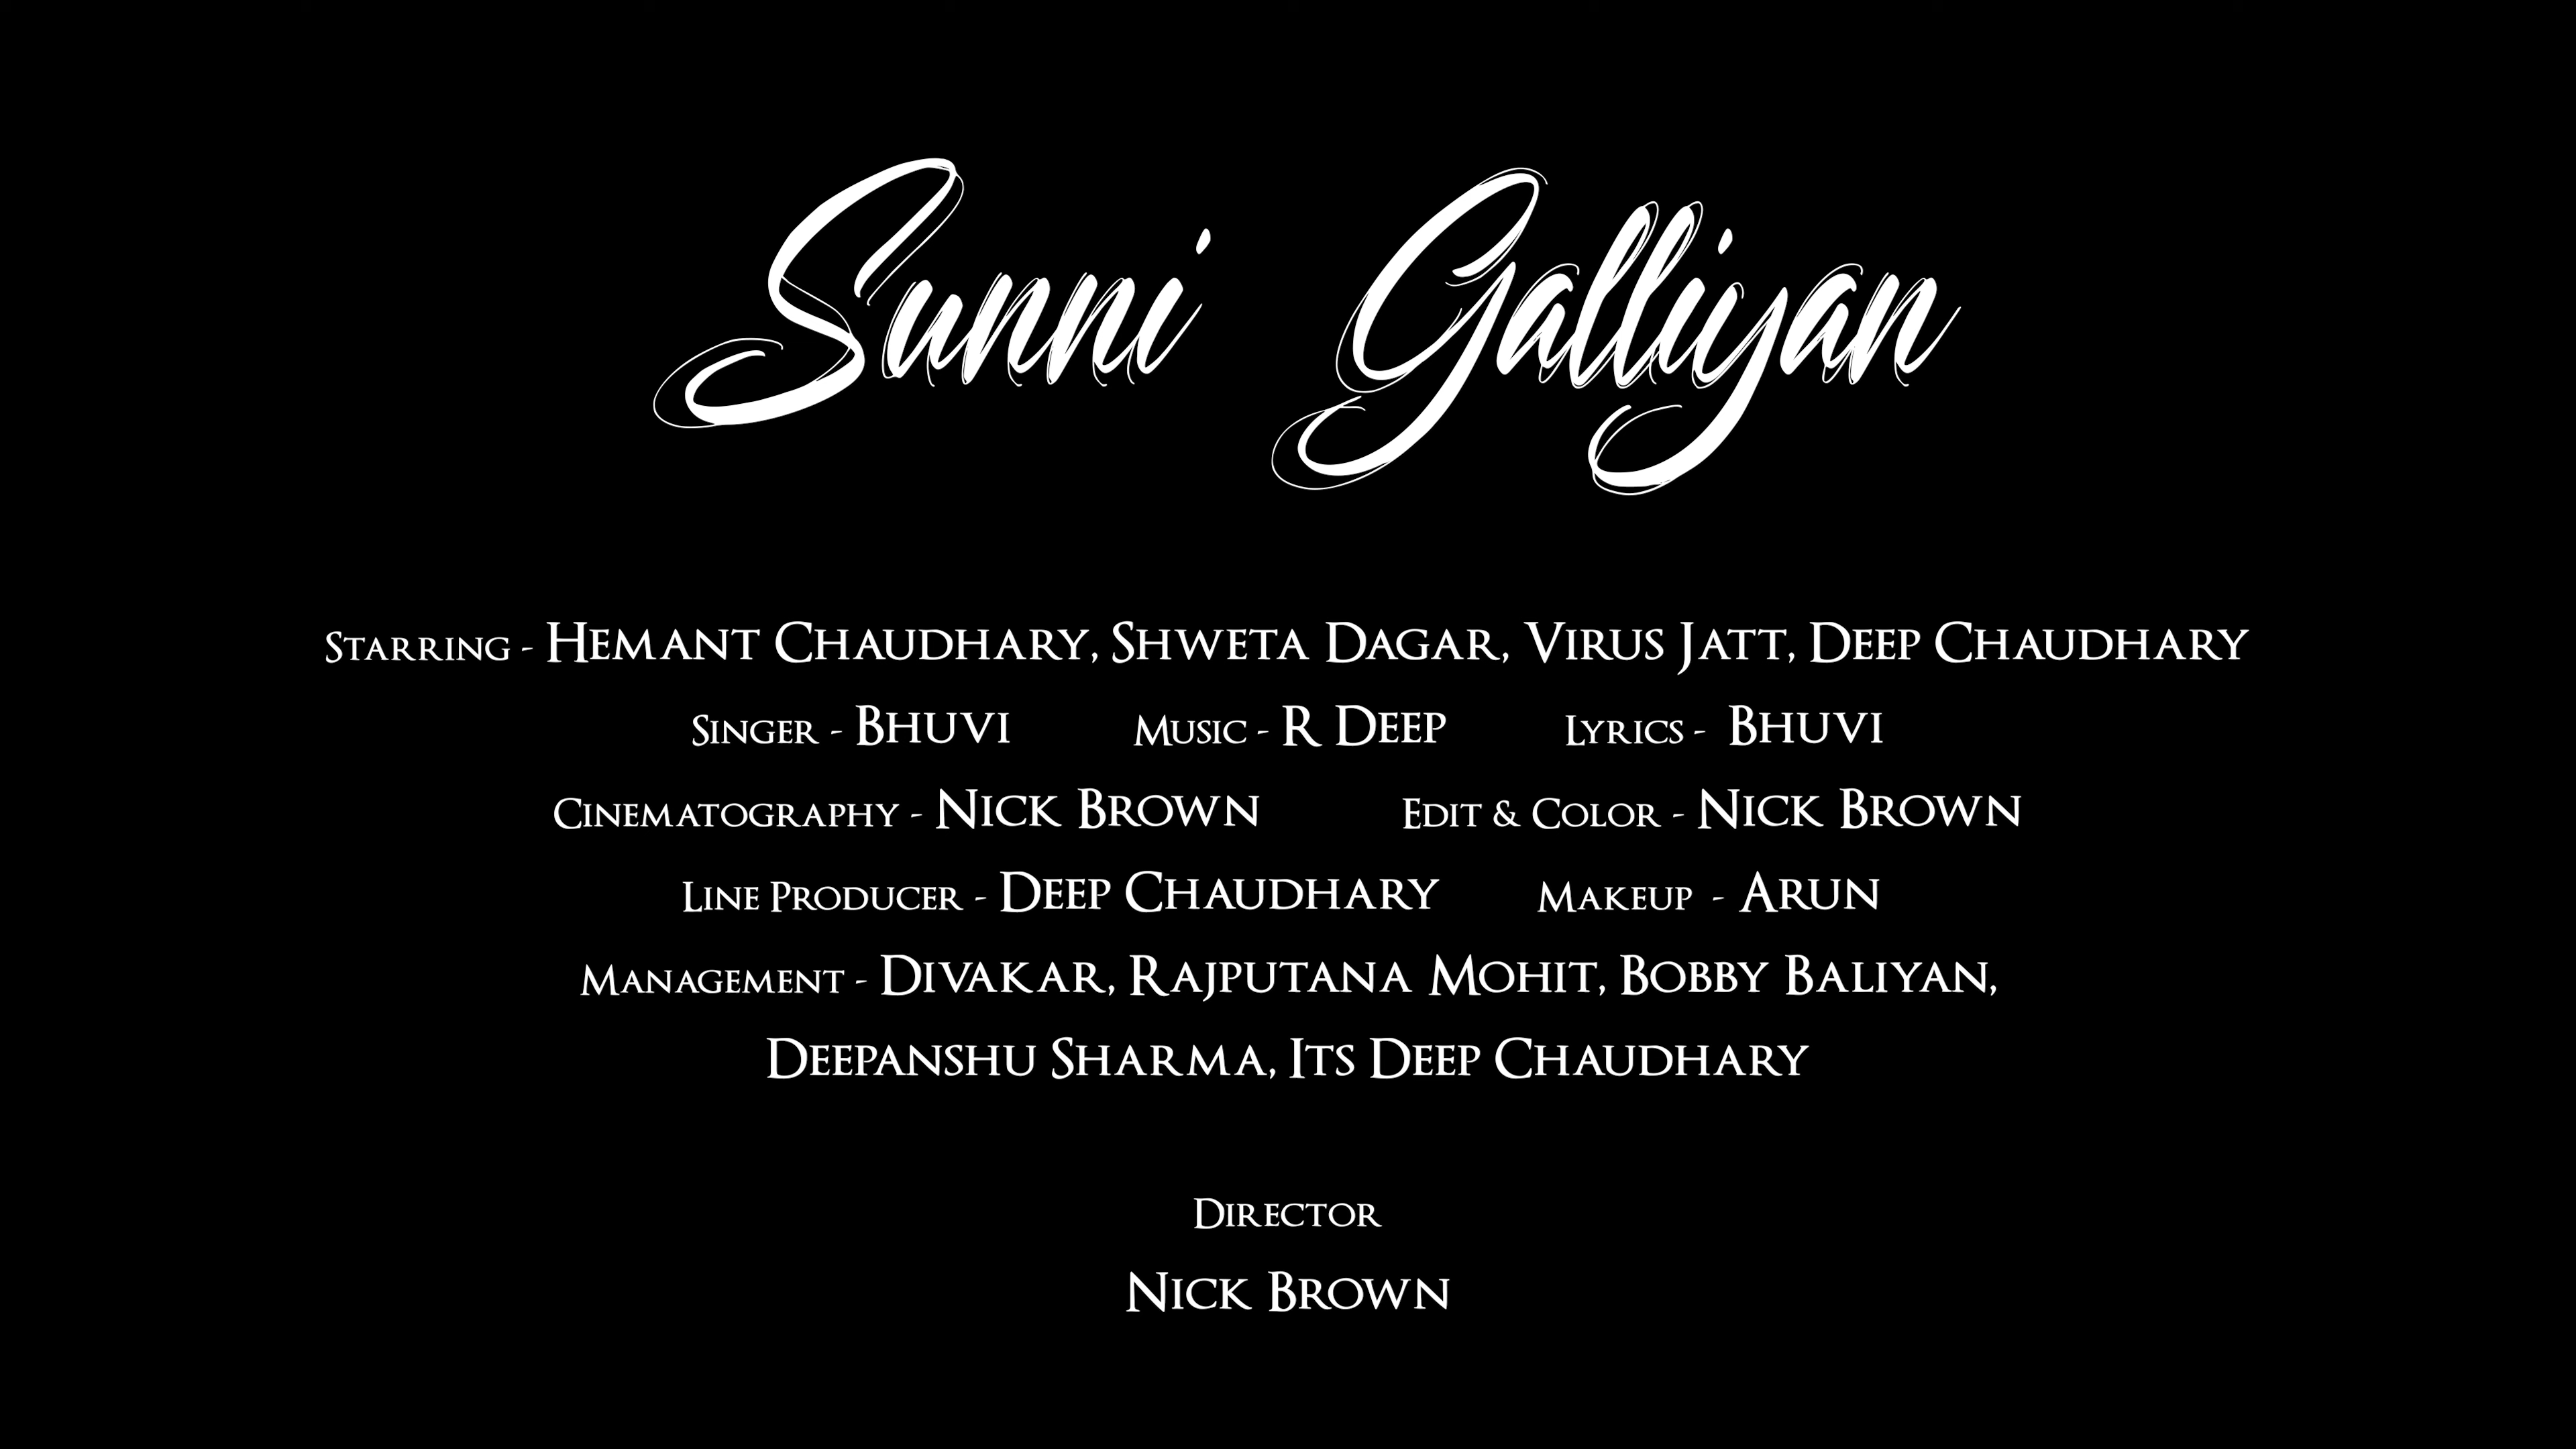 Sunni Galliyan
Starring - Hemant Chaudhary, Shweta Dagar, Virus Jatt, Deep Chaudhary
Singer - Bhuvi Music - R Deep Lyrics - Bhuvi
Cinematography - Nick Brown Edit & Color - Nick Brown
Line Producer - Deep Chaudhary Makeup - Arun
Management - Divakar, Rajputana Mohit, Bobby Baliyan,
Deepanshu Sharma, Its Deep Chaudhary
Director
Nick Brown